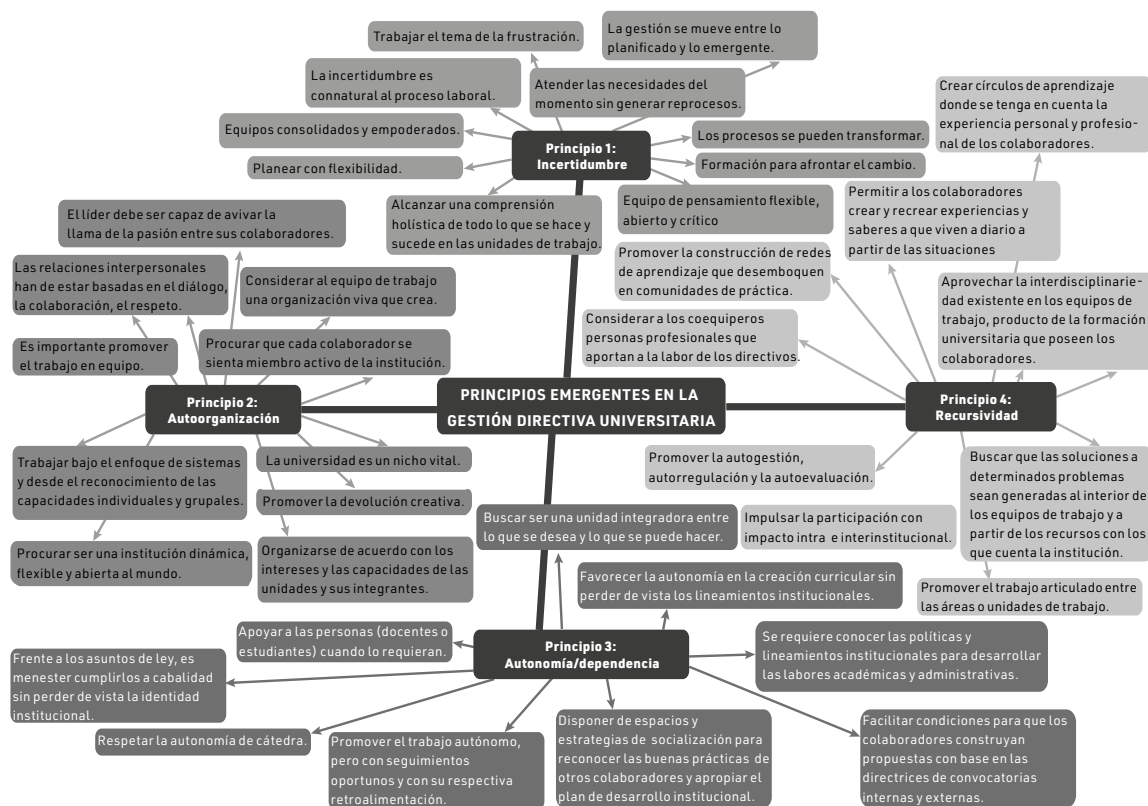 Trabajar el tema de la frustración.
La gestión se mueve entre lo
planificado y lo emergente.
La incertidumbre es
connatural al proceso laboral.
Atender las necesidades del
momento sin generar reprocesos.
Equipos consolidados y empoderados.
Planear con flexibilidad.
Principio 1:
Incertidumbre
Los procesos se pueden transformar.
Formación para afrontar el cambio.
Alcanzar una comprensión
holística de todo lo que se hace y
sucede en las unidades de trabajo.
Equipo de pensamiento flexible,
abierto y crítico
Crear círculos de aprendizaje
donde se tenga en cuenta la
experiencia personal y profesio-
nal de los colaboradores.
Permitir a los colaboradores
crear y recrear experiencias y
saberes a que viven a diario a
partir de las situaciones
Promover la construcción de redes
de aprendizaje que desemboquen
en comunidades de práctica.
Aprovechar la interdisciplinarie-
dad existente en los equipos de
trabajo, producto de la formación
universitaria que poseen los
colaboradores.
Considerar a los coequiperos
personas profesionales que
aportan a la labor de los directivos.
El líder debe ser capaz de avivar la
llama de la pasión entre sus colaboradores.
Las relaciones interpersonales
han de estar basadas en el diálogo,
la colaboración, el respeto.
Considerar al equipo de trabajo
una organización viva que crea.
Es importante promover
el trabajo en equipo.
Procurar que cada colaborador se
sienta miembro activo de la institución.
Principio 2:
Autoorganización
PRINCIPIOS EMERGENTES EN LA
GESTIÓN DIRECTIVA UNIVERSITARIA
Principio 4:
Recursividad
Trabajar bajo el enfoque de sistemas
y desde el reconocimiento de las
capacidades individuales y grupales.
La universidad es un nicho vital.
Promover la devolución creativa.
Procurar ser una institución dinámica,
flexible y abierta al mundo.
Organizarse de acuerdo con los
intereses y las capacidades de las
unidades y sus integrantes.
Promover la autogestión,
autorregulación y la autoevaluación.
Buscar que las soluciones a
determinados problemas
sean generadas al interior de
los equipos de trabajo y a
partir de los recursos con los
que cuenta la institución.
Impulsar la participación con
impacto intra e interinstitucional.
Promover el trabajo articulado entre
las áreas o unidades de trabajo.
Buscar ser una unidad integradora entre
lo que se desea y lo que se puede hacer.
Favorecer la autonomía en la creación curricular sin
perder de vista los lineamientos institucionales.
Apoyar a las personas (docentes o
estudiantes) cuando lo requieran.
Principio 3:
Autonomía/dependencia
Se requiere conocer las políticas y
lineamientos institucionales para desarrollar
las labores académicas y administrativas.
Frente a los asuntos de ley, es
menester cumplirlos a cabalidad
sin perder de vista la identidad
institucional.
Respetar la autonomía de cátedra.
Promover el trabajo autónomo,
pero con seguimientos
oportunos y con su respectiva
retroalimentación.
Disponer de espacios y
estrategias de socialización para
reconocer las buenas prácticas de
otros colaboradores y apropiar el
plan de desarrollo institucional.
Facilitar condiciones para que los
colaboradores construyan
propuestas con base en las
directrices de convocatorias
internas y externas.